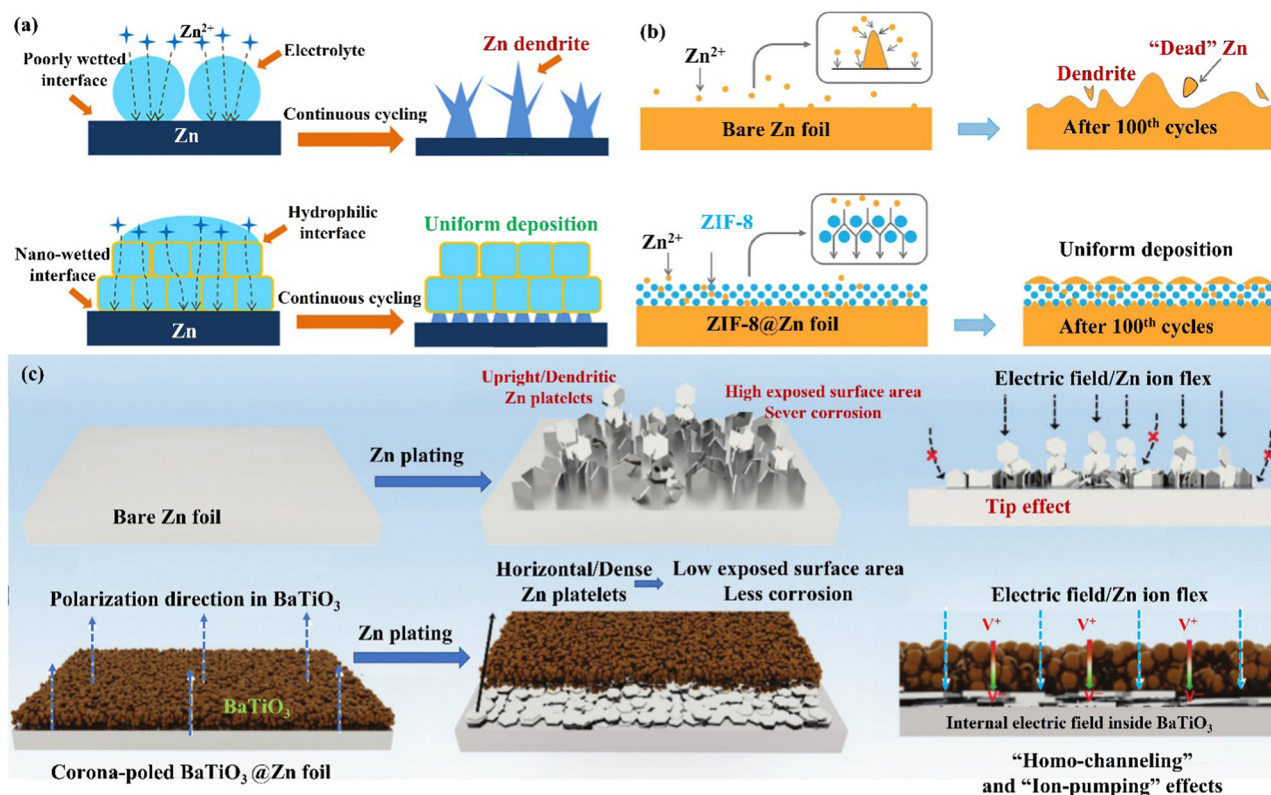 (a)
Zn²⁺
Electrolyte
Poorly wetted
interface
Zn
Continuous cycling
Zn dendrite
Hydrophilic
interface
Nano-wetted
interface
Zn
Continuous cycling
Uniform deposition
(b)
Zn²⁺
Bare Zn foil
“Dead” Zn
Dendrite
After 100ᵗʰ cycles
Zn²⁺
ZIF-8
ZIF-8@Zn foil
Uniform deposition
After 100ᵗʰ cycles
(c)
Bare Zn foil
Zn plating
Upright/Dendritic
Zn platelets
High exposed surface area
Sever corrosion
Electric field/Zn ion flex
Tip effect
Polarization direction in BaTiO₃
BaTiO₃
Corona-poled BaTiO₃@Zn foil
Zn plating
Horizontal/Dense
Zn platelets
Low exposed surface area
Less corrosion
Electric field/Zn ion flex
V⁺ V⁺ V⁺
V⁻ V⁻ V⁻
Internal electric field inside BaTiO₃
“Homo-channeling”
and “Ion-pumping” effects